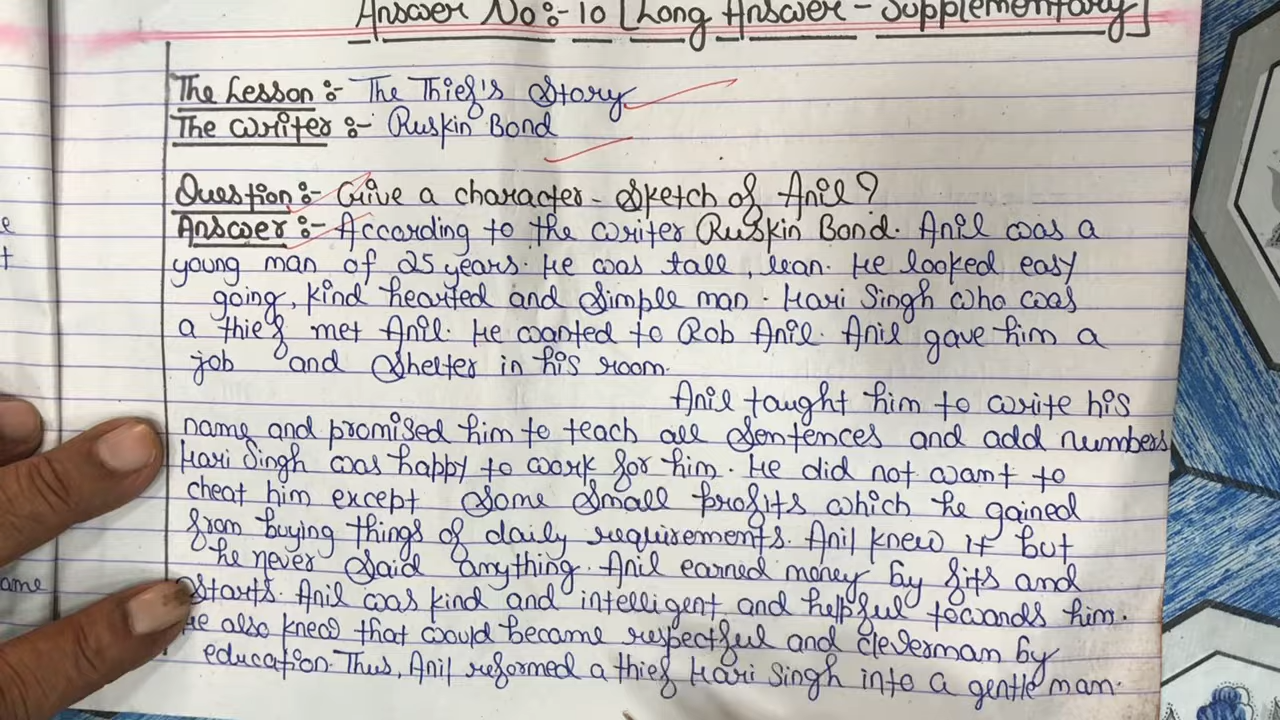 Answer No:- 10 [Long Answer - Supplementary]
The Lesson :- The Thief's Story
The writer :- Ruskin Bond
Question :- Give a character - sketch of Anil?
Answer :- According to the writer Ruskin Bond. Anil was a
young man of 25 years. He was tall, lean. He looked easy
going, kind hearted and simple man. Hari Singh who was
a thief met Anil. He wanted to Rob Anil. Anil gave him a
job and shelter in his room.
Anil taught him to write his
name and promised him to teach all sentences and add numbers
Hari Singh was happy to work for him. He did not want to
cheat him except some small profits which he gained
from buying things of daily requirements. Anil knew it but
he never said anything. Anil earned money by fits and
starts. Anil was kind and intelligent and helpful towards him.
He also knew that would became respectful and cleverman by
education. Thus, Anil reformed a thief Hari Singh into a gentle man.
e
t
ame